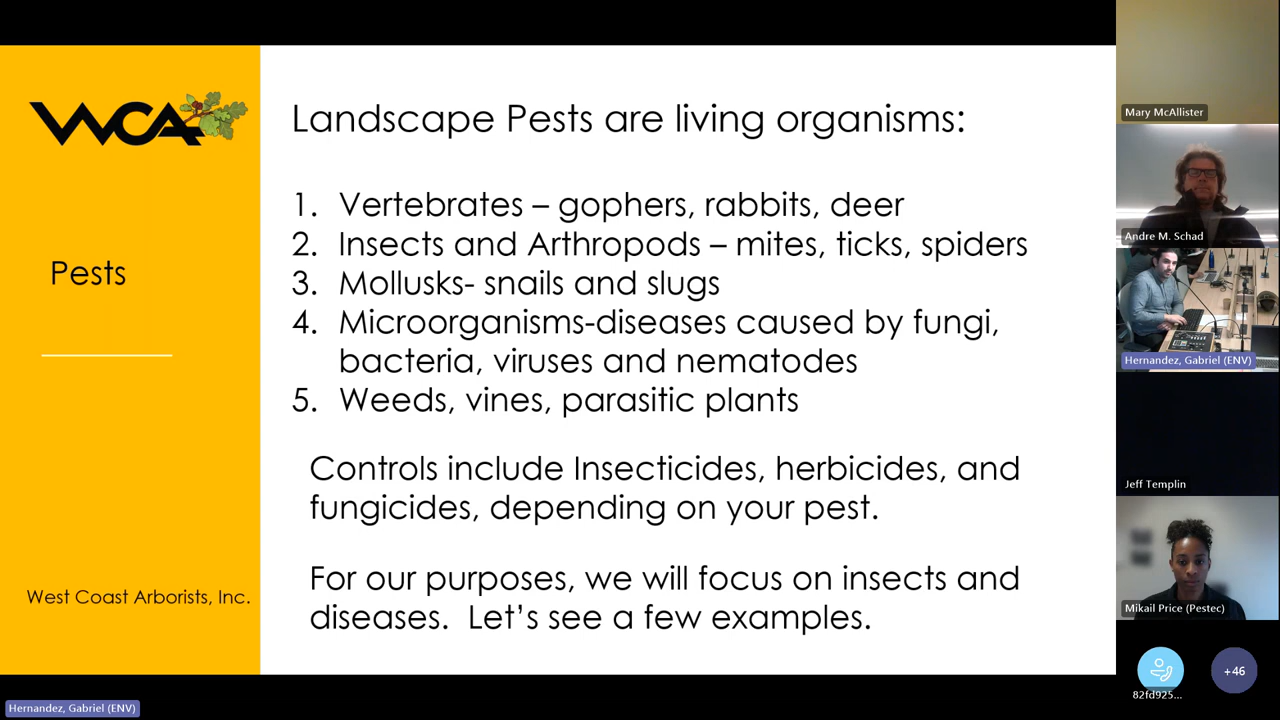 WCA
Pests
West Coast Arborists, Inc.
Landscape Pests are living organisms:
1. Vertebrates – gophers, rabbits, deer
2. Insects and Arthropods – mites, ticks, spiders
3. Mollusks- snails and slugs
4. Microorganisms-diseases caused by fungi,
bacteria, viruses and nematodes
5. Weeds, vines, parasitic plants
Controls include Insecticides, herbicides, and
fungicides, depending on your pest.
For our purposes, we will focus on insects and
diseases. Let's see a few examples.
Mary McAllister
Andre M. Schad
Hernandez, Gabriel (ENV)
Jeff Templin
Mikail Price (Pestec)
82fd925...
+46
Hernandez, Gabriel (ENV)